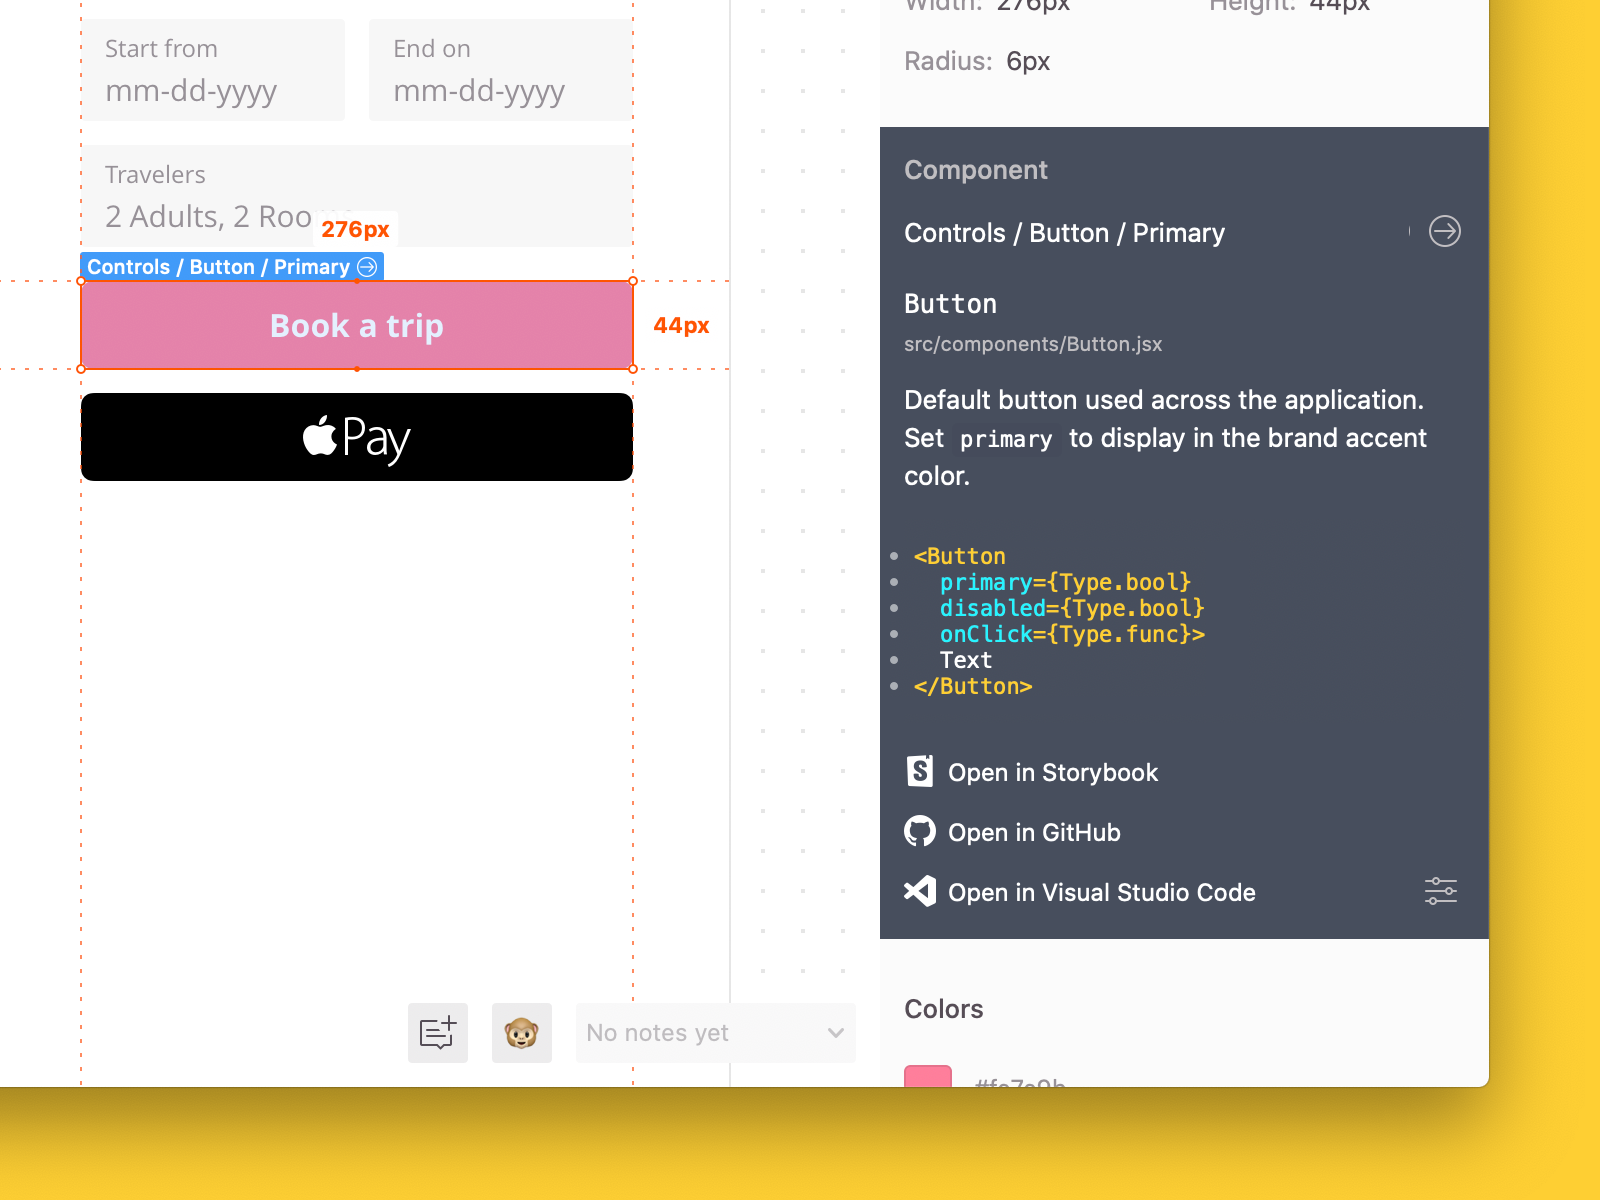 Start from
mm-dd-yyyy
End on
mm-dd-yyyy
Travelers
2 Adults, 2
276px
Controls / Button / Primary
Book a trip
44px
Pay
No notes yet
Width: 276px
Height: 44px
Radius: 6px
Component
Controls / Button / Primary
Button
src/components/Button.jsx
Default button used across the application.
Set primary to display in the brand accent
color.
<Button
primary={Type.bool}
disabled={Type.bool}
onClick={Type.func}>
Text
</Button>
Open in Storybook
Open in GitHub
Open in Visual Studio Code
Colors